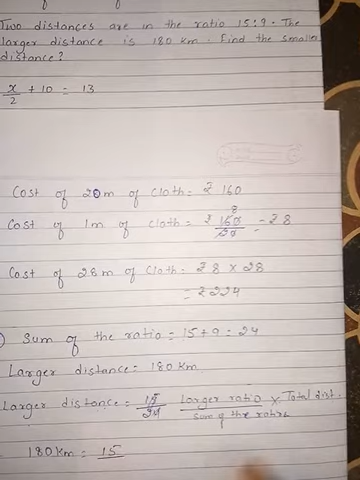 Two distances are in the ratio 15:9. The
larger distance is 180 km. Find the smaller
distance?
x/2 + 10 = 13
Cost of 20m of cloth = ₹ 160
Cost of 1m of cloth = ₹ 160/20 = ₹ 8
Cost of 28m of cloth = ₹ 8 × 28
= ₹ 224
Sum of the ratio = 15 + 9 = 24
Larger distance = 180 Km
Larger distance = 15/24 Larger ratio/sum of the ratios × Total dist.
180 Km = 15